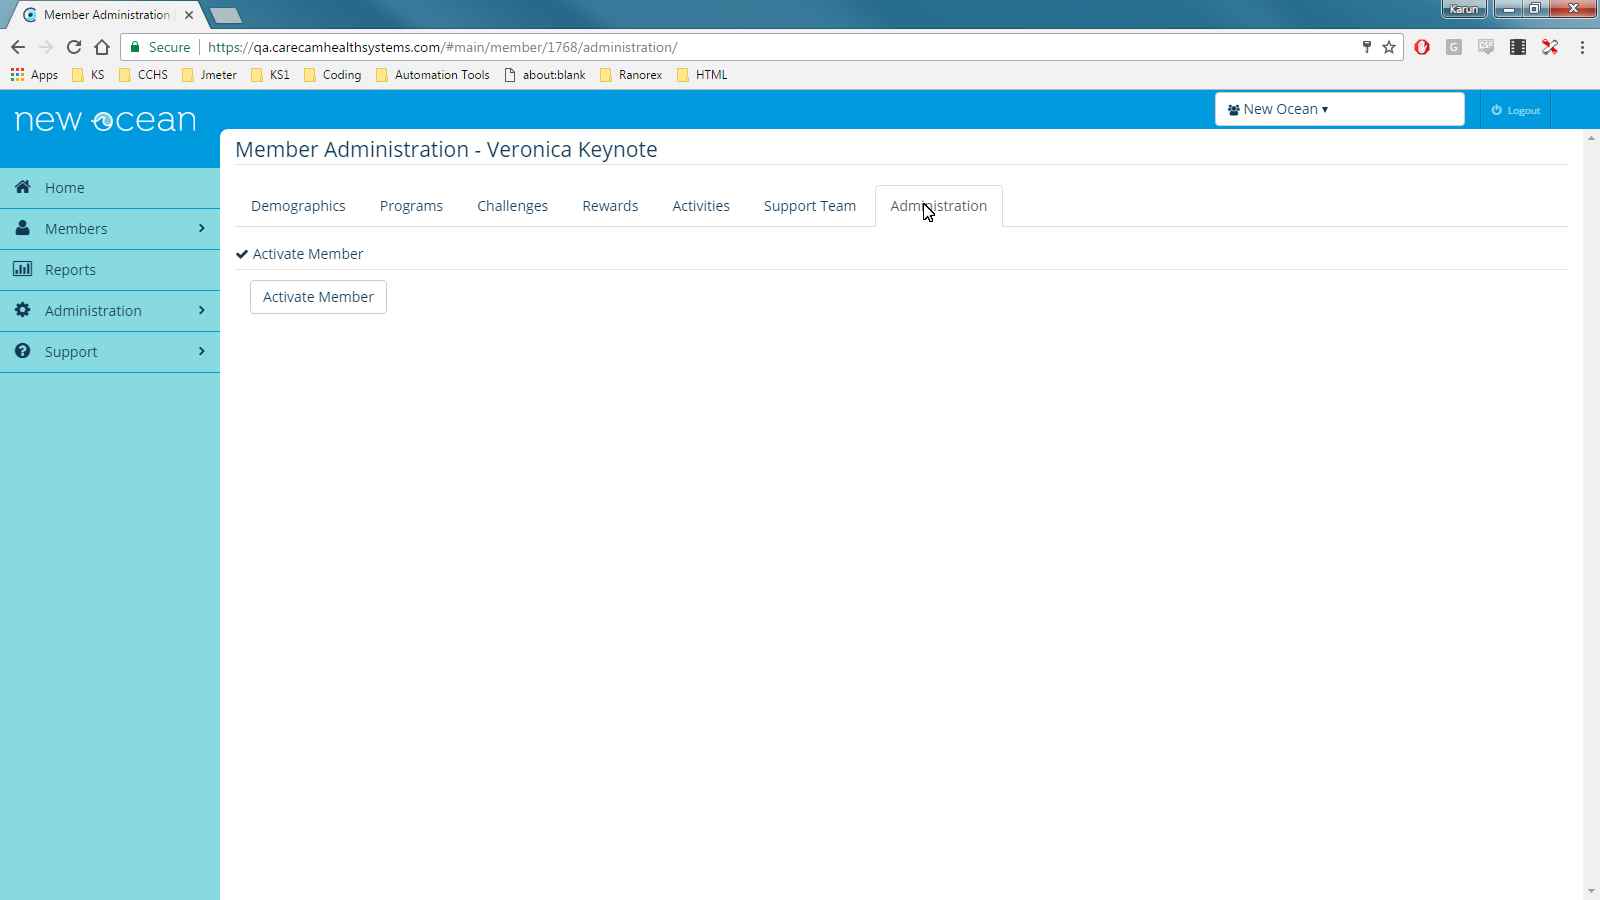 Member Administration
Karun
Secure
https://qa.carecamhealthsystems.com/#main/member/1768/administration/
G
CSP
Apps
KS
CCHS
Jmeter
KS1
Coding
Automation Tools
about:blank
Ranorex
HTML
new ocean
New Ocean ▾
Logout
Member Administration - Veronica Keynote
Home
Members
Reports
Administration
Support
Demographics
Programs
Challenges
Rewards
Activities
Support Team
Administration
Activate Member
Activate Member